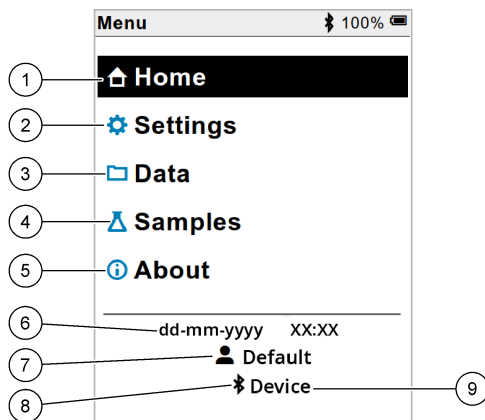 Menu 100%
1 Home
2 Settings
3 Data
4 Samples
5 About
6 dd-mm-yyyy XX:XX
7 Default
8 Device 9